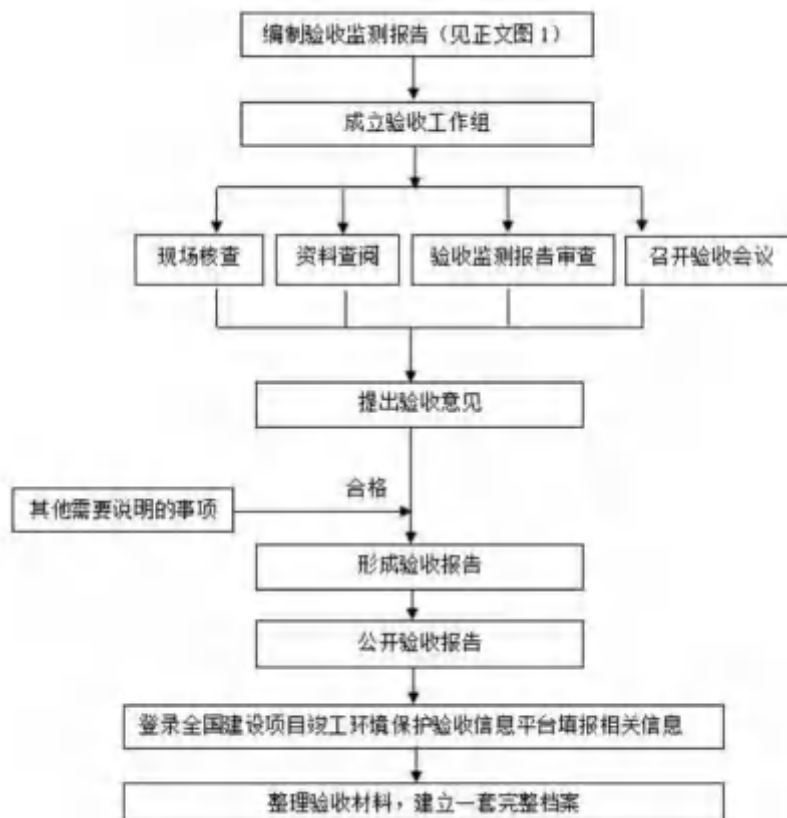 编制验收监测报告（见正文图1）
成立验收工作组
现场核查
资料查阅
验收监测报告审查
召开验收会议
提出验收意见
合格
其他需要说明的事项
形成验收报告
公开验收报告
登录全国建设项目竣工环境保护验收信息平台填报相关信息
整理验收材料，建立一套完整档案